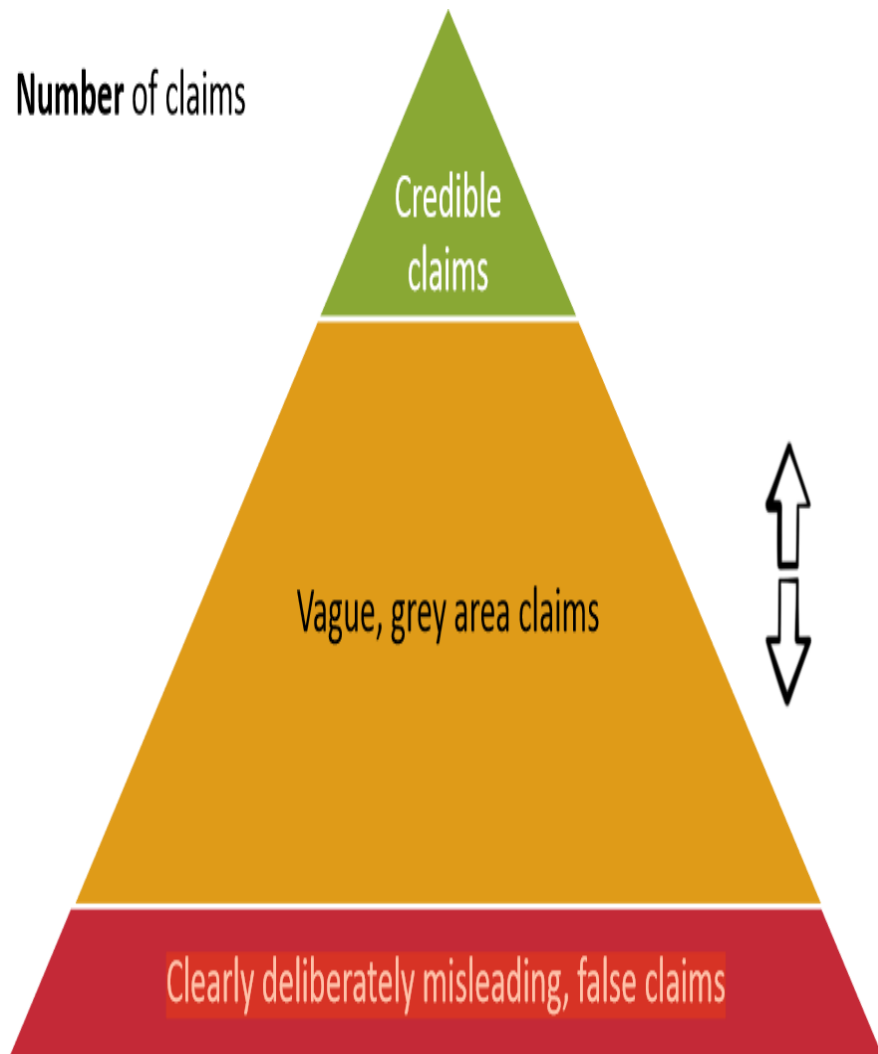 Number of claims
Credible
claims
Vague, grey area claims
Clearly deliberately misleading, false claims